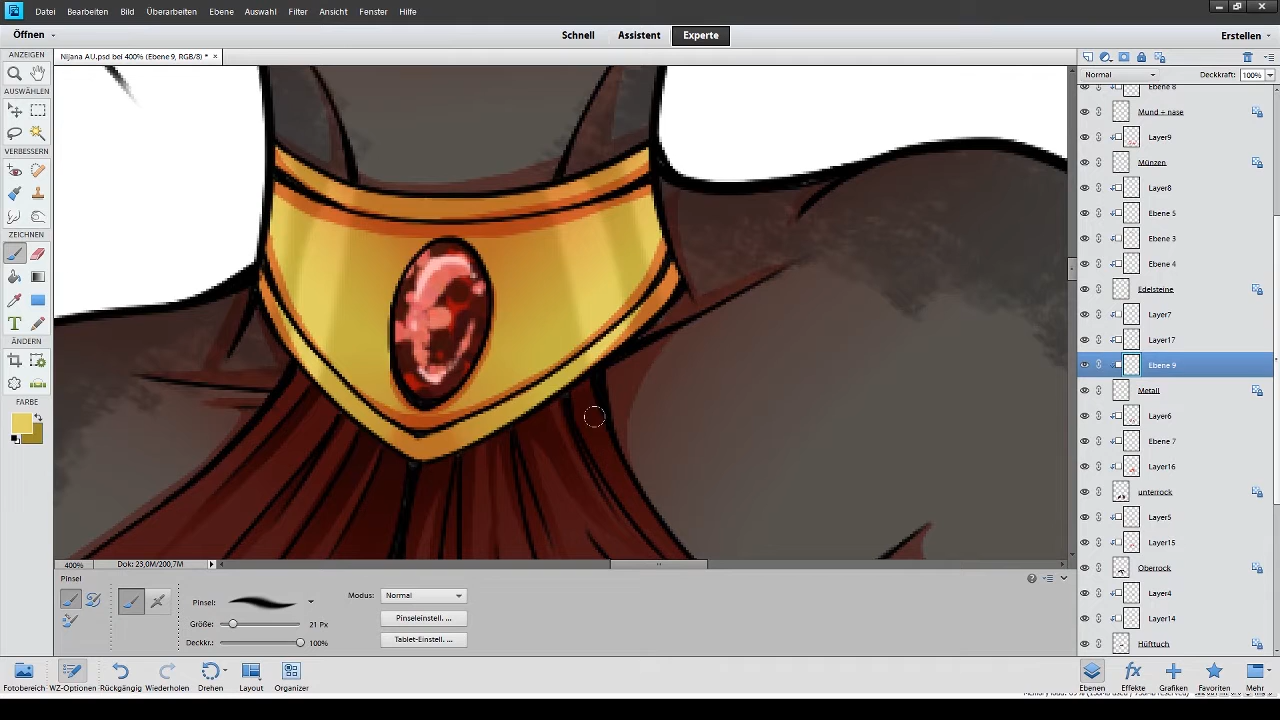 Datei Bearbeiten Bild Überarbeiten Ebene Auswahl Filter Ansicht Fenster Hilfe
Öffnen Schnell Assistent Experte Erstellen
Nijana AU.psd bei 400% (Ebene 9, RGB/8) * ×
ANZEIGEN
AUSWÄHLEN
VERBESSERN
ZEICHNEN
ÄNDERN
FARBE
Normal Deckkraft: 100%
Ebene 8
Mund + nase
Layer9
Münzen
Layer8
Ebene 5
Ebene 3
Ebene 4
Edelsteine
Layer7
Layer17
Ebene 9
Metall
Layer6
Ebene 7
Layer16
unterrock
Layer5
Layer15
Oberrock
Layer4
Layer14
Hüfttuch
400% Dok: 23,0M/200,7M
Pinsel
Pinsel: Modus: Normal
Größe: 21 Px Pinseleinstell. ...
Deckkr.: 100% Tablet-Einstell. ...
Fotobereich WZ-Optionen Rückgängig Wiederholen Drehen Layout Organizer Ebenen Effekte Grafiken Favoriten Mehr